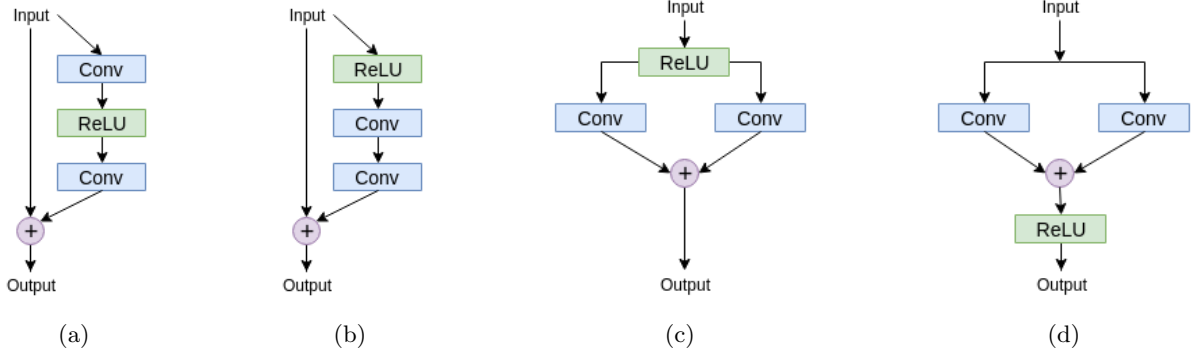 Input
Conv
ReLU
Conv
+
Output
(a)
Input
ReLU
Conv
Conv
+
Output
(b)
Input
ReLU
Conv Conv
+
Output
(c)
Input
Conv Conv
+
ReLU
Output
(d)